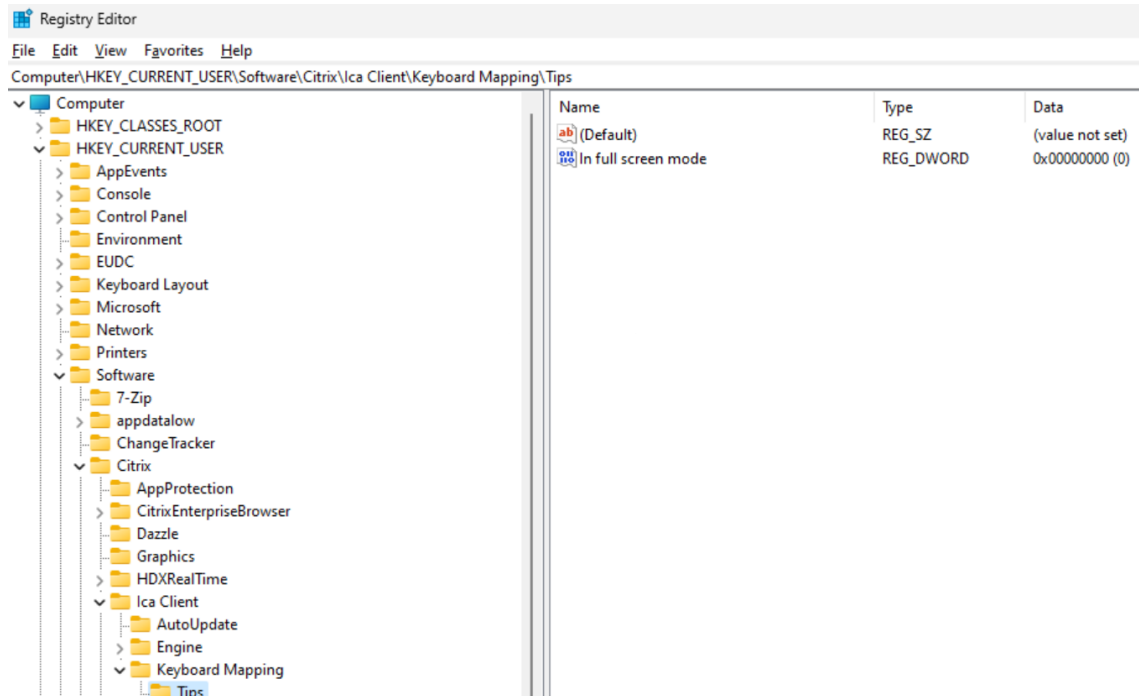 Registry Editor
File Edit View Favorites Help
Computer\HKEY_CURRENT_USER\Software\Citrix\Ica Client\Keyboard Mapping\Tips
Computer
HKEY_CLASSES_ROOT
HKEY_CURRENT_USER
AppEvents
Console
Control Panel
Environment
EUDC
Keyboard Layout
Microsoft
Network
Printers
Software
7-Zip
appdatalow
ChangeTracker
Citrix
AppProtection
CitrixEnterpriseBrowser
Dazzle
Graphics
HDXRealTime
Ica Client
AutoUpdate
Engine
Keyboard Mapping
Tips
Name Type Data
(Default) REG_SZ (value not set)
In full screen mode REG_DWORD 0x00000000 (0)